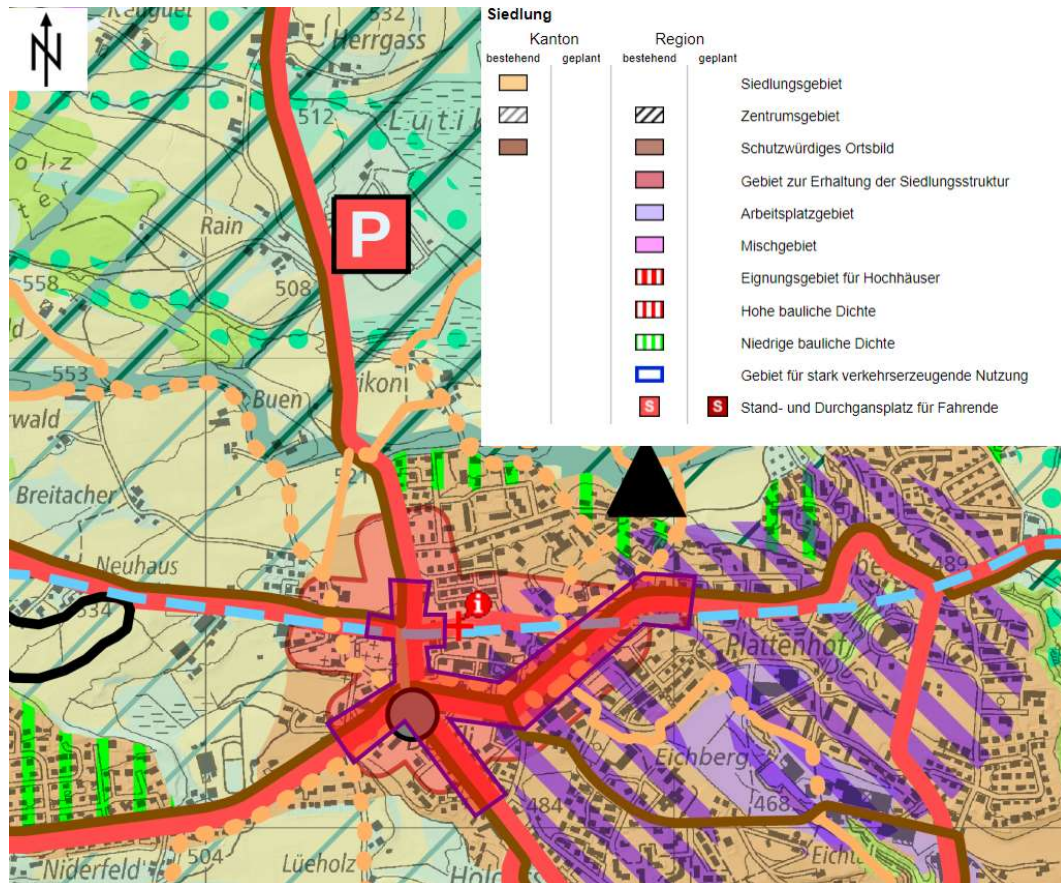 N
Siedlung
Kanton Region
bestehend geplant bestehend geplant
Siedlungsgebiet
Zentrumsgebiet
Schutzwürdiges Ortsbild
Gebiet zur Erhaltung der Siedlungsstruktur
Arbeitsplatzgebiet
Mischgebiet
Eignungsgebiet für Hochhäuser
Hohe bauliche Dichte
Niedrige bauliche Dichte
Gebiet für stark verkehrserzeugende Nutzung
S S Stand- und Durchgansplatz für Fahrende
532
Herrgass
512
P
Rain
508
558
553
Buen
Breitacher
Neuhaus
534
i
489
Plattenhof
Eichberg
468
484
504
Niderfeld
Lüeholz